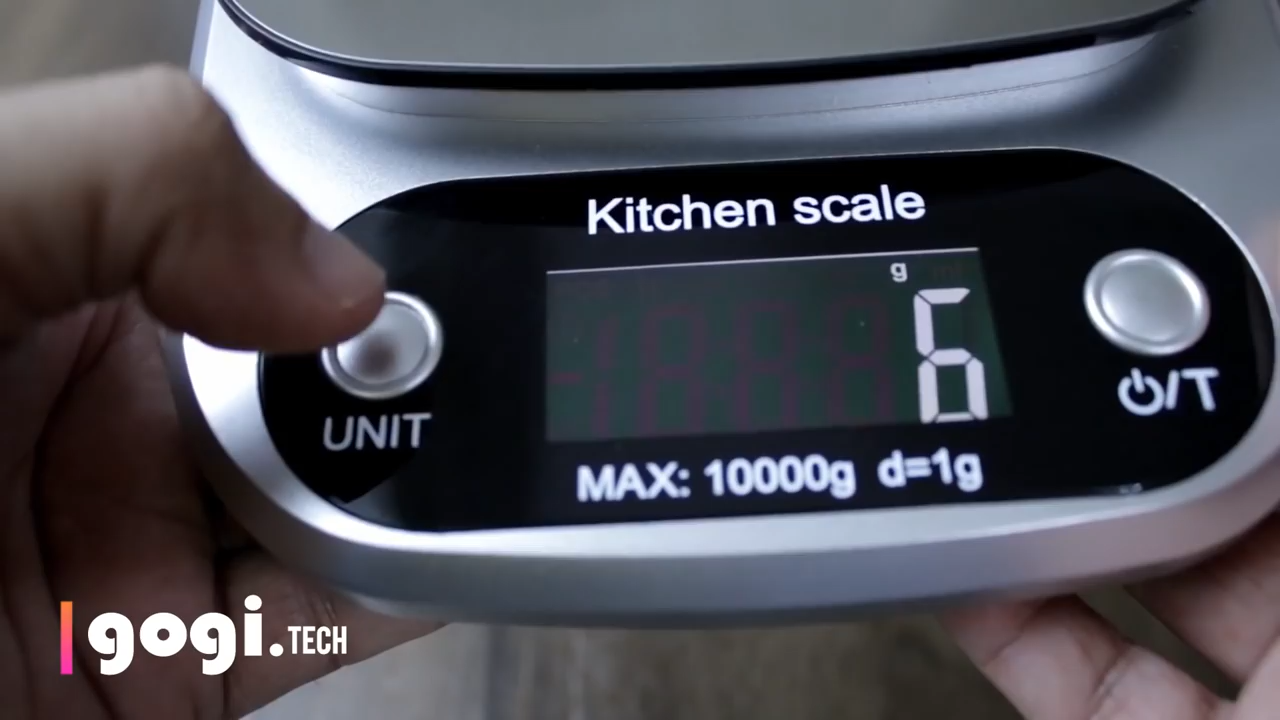 Kitchen scale
g
6
UNIT
⏻/T
MAX: 10000g d=1g
gogi.TECH